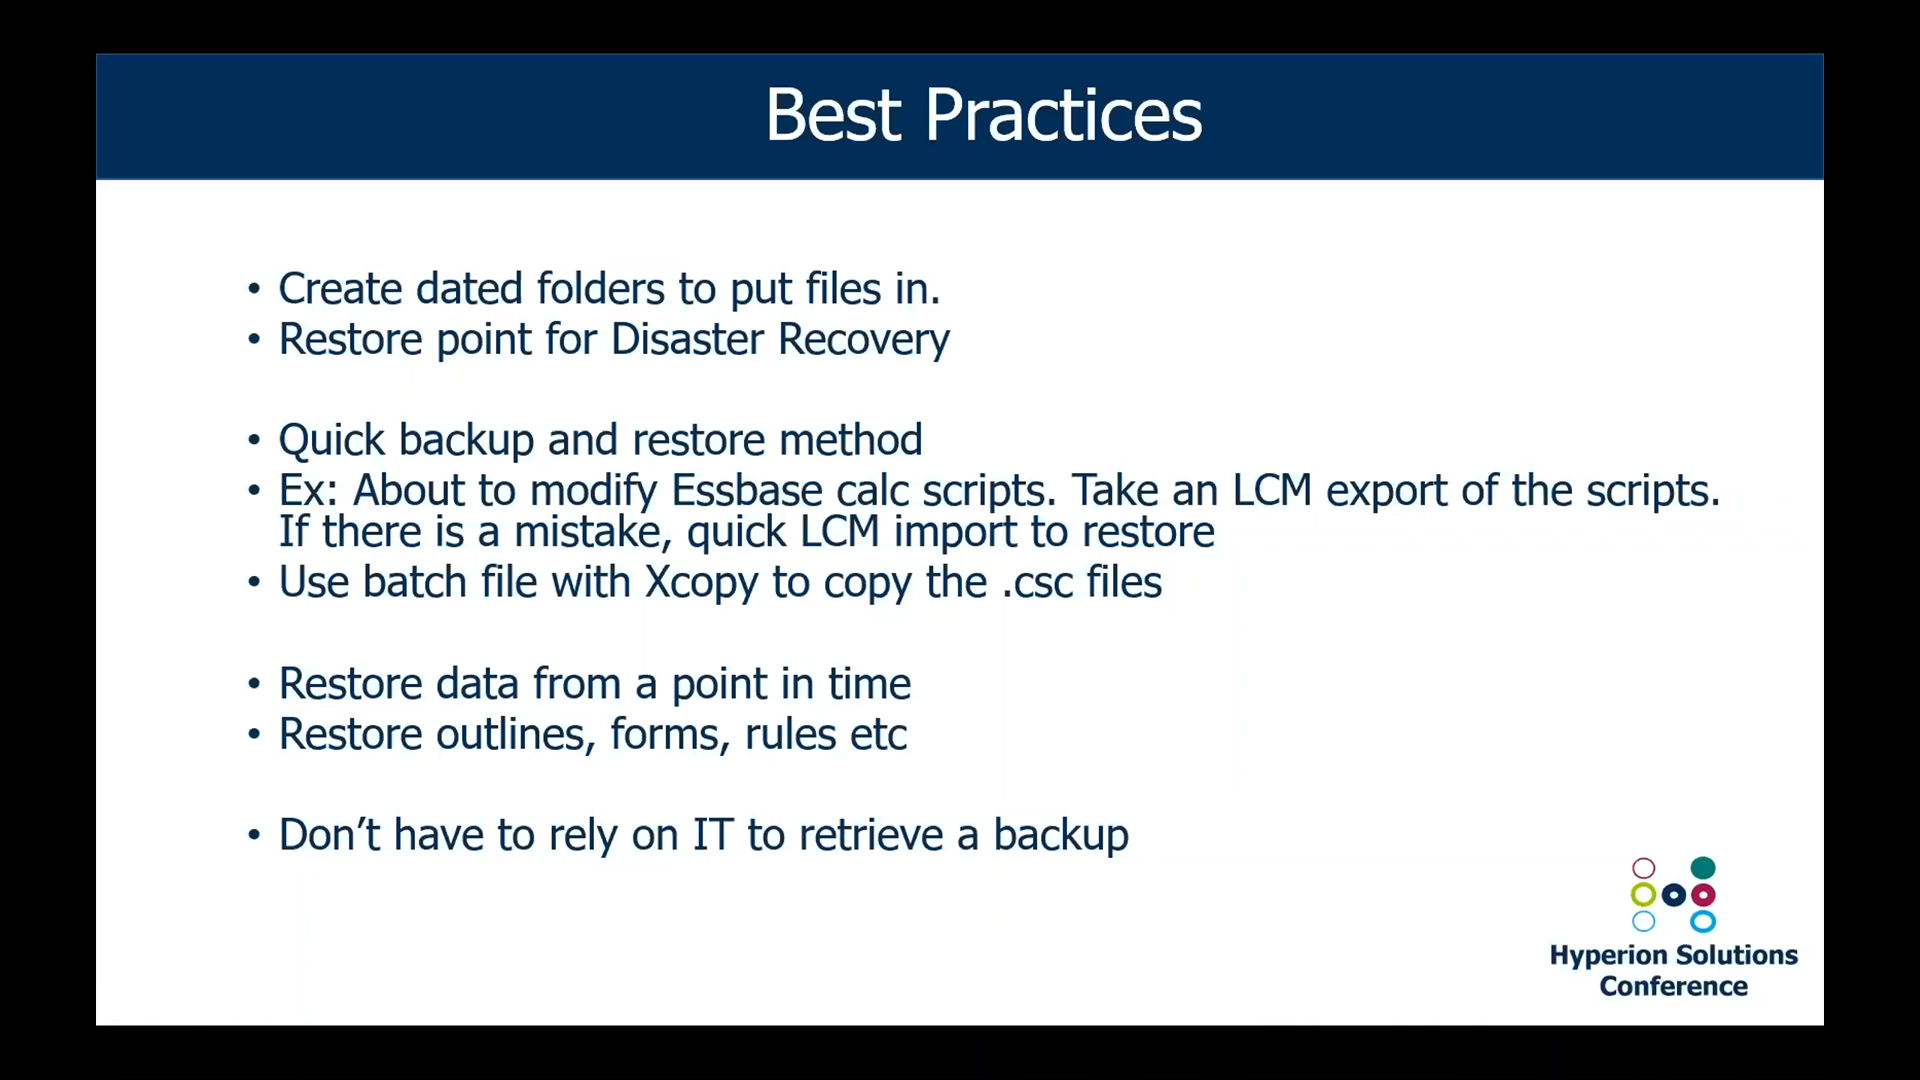 Best Practices
• Create dated folders to put files in.
• Restore point for Disaster Recovery
• Quick backup and restore method
• Ex: About to modify Essbase calc scripts. Take an LCM export of the scripts.
If there is a mistake, quick LCM import to restore
• Use batch file with Xcopy to copy the .csc files
• Restore data from a point in time
• Restore outlines, forms, rules etc
• Don’t have to rely on IT to retrieve a backup
Hyperion Solutions
Conference